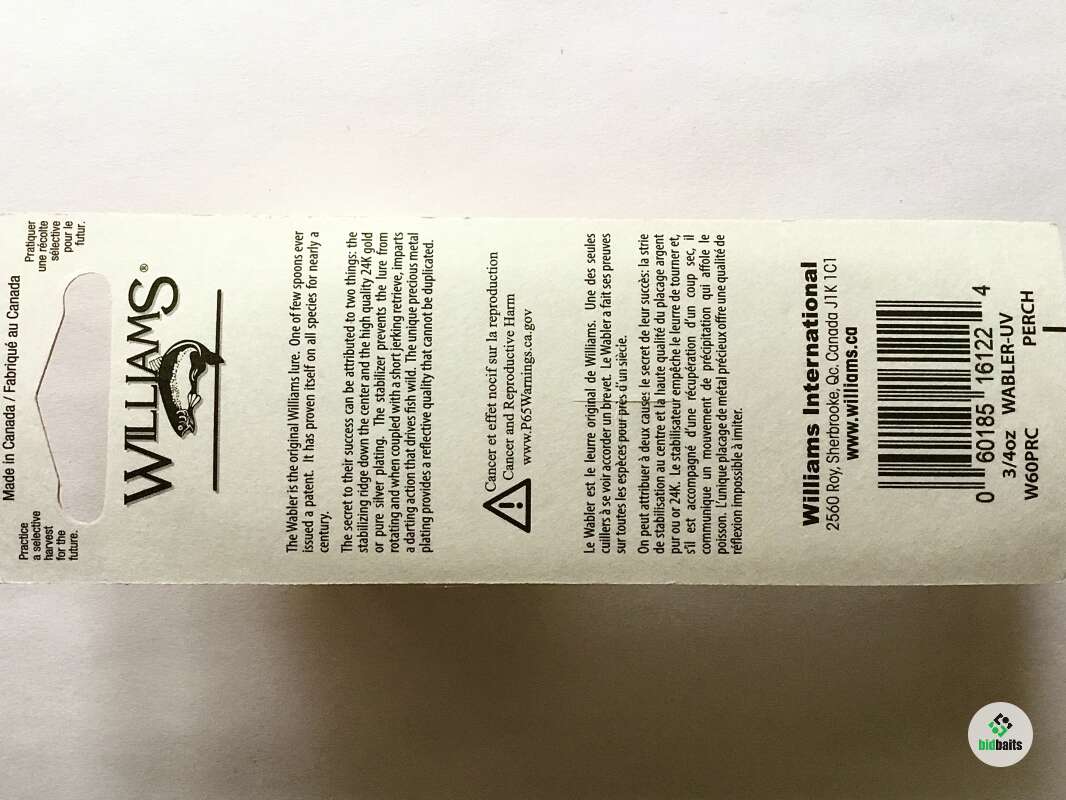 Made in Canada / Fabriqué au Canada
Practice
a selective
harvest
for the
future.
Pratiquer
une récolte
sélective
pour le
futur.
WILLIAMS®
The Wabler is the original Williams lure. One of few spoons ever
issued a patent. It has proven itself on all species for nearly a
century.
The secret to their success can be attributed to two things: the
stabilizing ridge down the center and the high quality 24K gold
or pure silver plating. The stabilizer prevents the lure from
rotating and when coupled with a short jerking retrieve, imparts
a darting action that drives fish wild. The unique precious metal
plating provides a reflective quality that cannot be duplicated.
Cancer et effet nocif sur la reproduction
Cancer and Reproductive Harm
www.P65Warnings.ca.gov
Le Wabler est le leurre original de Williams. Une des seules
cuillers à se voir accorder un brevet. Le Wabler a fait ses preuves
sur toutes les espèces pour près d'un siècle.
On peut attribuer à deux causes le secret de leur succès: la strie
de stabilisation au centre et la haute qualité du placage argent
pur ou or 24K. Le stabilisateur empêche le leurre de tourner et,
s'il est accompagné d'une récupération d'un coup sec, il
communique un mouvement de précipitation qui affole le
poisson. L'unique placage de métal précieux offre une qualité de
réflexion impossible à imiter.
Williams International
2560 Roy, Sherbrooke, Qc. Canada J1K 1C1
www.williams.ca
0 60185 16122 4
3/4oz WABLER-UV
W60PRC PERCH
bidbaits